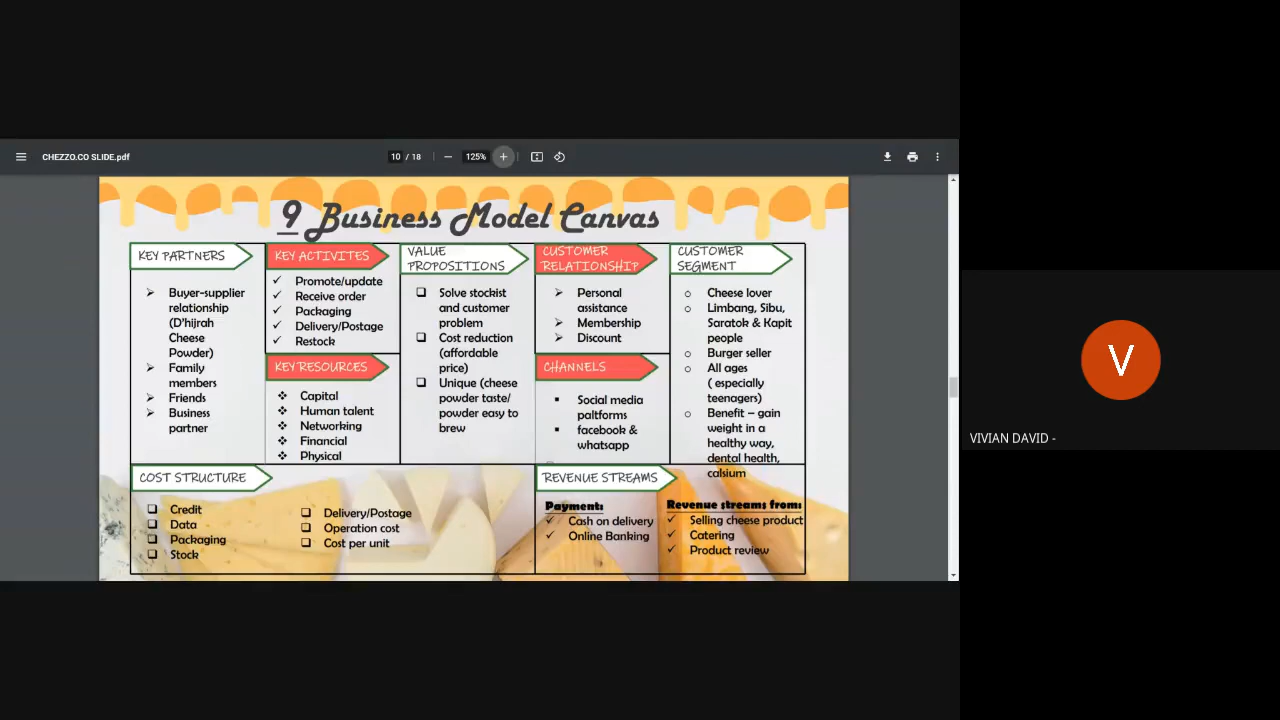 CHEZZO.CO SLIDE.pdf
10 / 18
125%
9 Business Model Canvas
KEY PARTNERS
Buyer-supplier
relationship
(D'hijrah
Cheese
Powder)
Family
members
Friends
Business
partner
KEY ACTIVITES
Promote/update
Receive order
Packaging
Delivery/Postage
Restock
KEY RESOURCES
Capital
Human talent
Networking
Financial
Physical
VALUE
PROPOSITIONS
Solve stockist
and customer
problem
Cost reduction
(affordable
price)
Unique (cheese
powder taste/
powder easy to
brew
CUSTOMER
RELATIONSHIP
Personal
assistance
Membership
Discount
CHANNELS
Social media
paltforms
facebook &
whatsapp
CUSTOMER
SEGMENT
Cheese lover
Limbang, Sibu,
Saratok & Kapit
people
Burger seller
All ages
( especially
teenagers)
Benefit – gain
weight in a
healthy way,
dental health,
calsium
COST STRUCTURE
Credit
Data
Packaging
Stock
Delivery/Postage
Operation cost
Cost per unit
REVENUE STREAMS
Payment:
Cash on delivery
Online Banking
Revenue streams from:
Selling cheese product
Catering
Product review
V
VIVIAN DAVID -